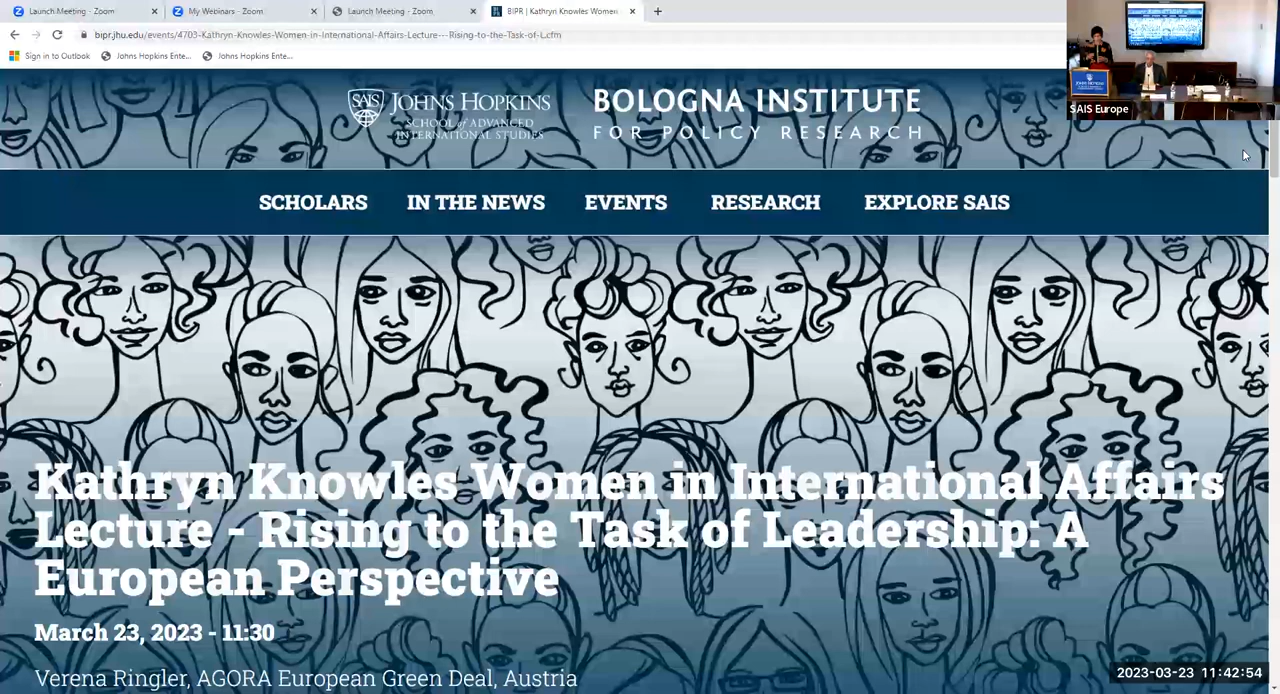 Launch Meeting - Zoom
My Webinars - Zoom
Launch Meeting - Zoom
BIPR | Kathryn Knowles Women
bipr.jhu.edu/events/4703-Kathryn-Knowles-Women-in-International-Affairs-Lecture---Rising-to-the-Task-of-L.cfm
Sign in to Outlook
Johns Hopkins Ente...
Johns Hopkins Ente...
JOHNS HOPKINS
SAIS Europe
SAIS
JOHNS HOPKINS
SCHOOL of ADVANCED
INTERNATIONAL STUDIES
BOLOGNA INSTITUTE
FOR POLICY RESEARCH
SCHOLARS
IN THE NEWS
EVENTS
RESEARCH
EXPLORE SAIS
Kathryn Knowles Women in International Affairs
Lecture - Rising to the Task of Leadership: A
European Perspective
March 23, 2023 - 11:30
Verena Ringler, AGORA European Green Deal, Austria
2023-03-23 11:42:54